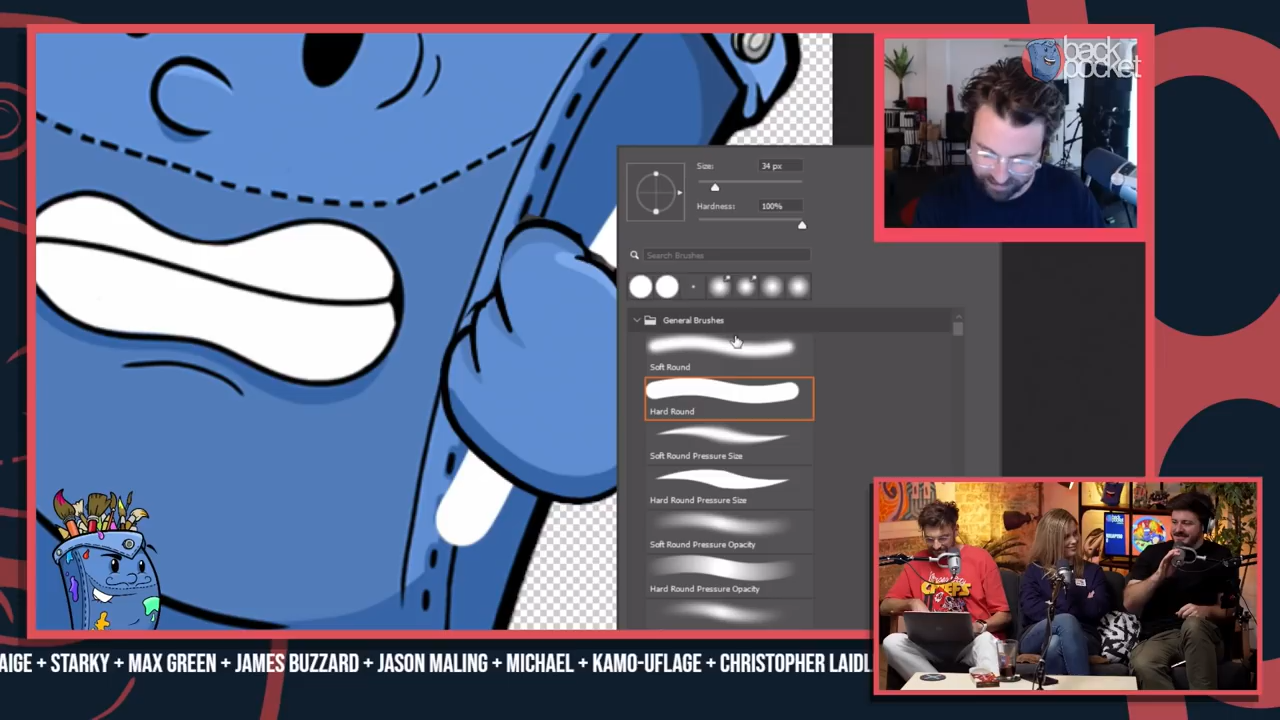 back
pocket
Size:
34 px
Hardness:
100%
Search Brushes
General Brushes
Soft Round
Hard Round
Soft Round Pressure Size
Hard Round Pressure Size
Soft Round Pressure Opacity
Hard Round Pressure Opacity
CHIEFS
AIGE + STARKY + MAX GREEN + JAMES BUZZARD + JASON MALING + MICHAEL + KAMO-UFLAGE + CHRISTOPHER LAIDL